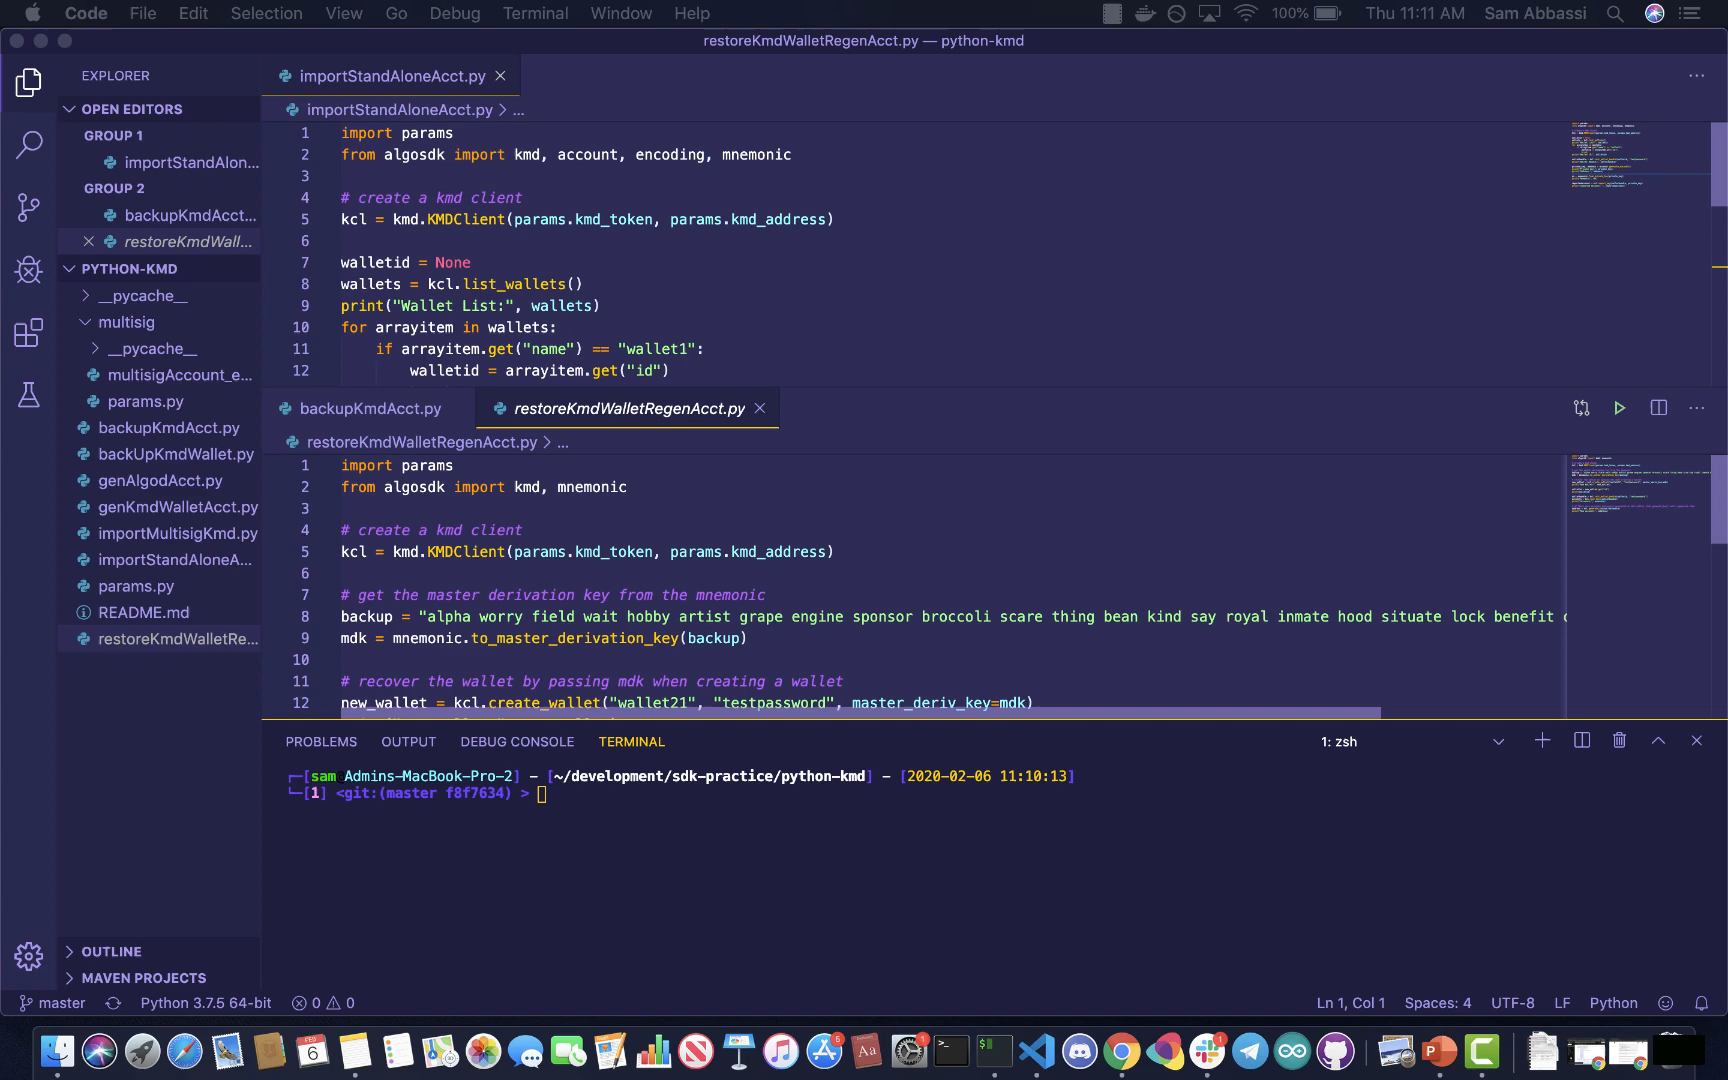 Code File Edit Selection View Go Debug Terminal Window Help 100% Thu 11:11 AM Sam Abbassi
restoreKmdWalletRegenAcct.py — python-kmd
EXPLORER
OPEN EDITORS
GROUP 1
importStandAlon...
GROUP 2
backupKmdAcct...
restoreKmdWall...
PYTHON-KMD
__pycache__
multisig
__pycache__
multisigAccount_e...
params.py
backupKmdAcct.py
backUpKmdWallet.py
genAlgodAcct.py
genKmdWalletAcct.py
importMultisigKmd.py
importStandAloneA...
params.py
README.md
restoreKmdWalletRe...
OUTLINE
MAVEN PROJECTS
importStandAloneAcct.py
importStandAloneAcct.py > ...
1 import params
2 from algosdk import kmd, account, encoding, mnemonic
3
4 # create a kmd client
5 kcl = kmd.KMDClient(params.kmd_token, params.kmd_address)
6
7 walletid = None
8 wallets = kcl.list_wallets()
9 print("Wallet List:", wallets)
10 for arrayitem in wallets:
11 if arrayitem.get("name") == "wallet1":
12 walletid = arrayitem.get("id")
backupKmdAcct.py restoreKmdWalletRegenAcct.py
restoreKmdWalletRegenAcct.py > ...
1 import params
2 from algosdk import kmd, mnemonic
3
4 # create a kmd client
5 kcl = kmd.KMDClient(params.kmd_token, params.kmd_address)
6
7 # get the master derivation key from the mnemonic
8 backup = "alpha worry field wait hobby artist grape engine sponsor broccoli scare thing bean kind say royal inmate hood situate lock benefit
9 mdk = mnemonic.to_master_derivation_key(backup)
10
11 # recover the wallet by passing mdk when creating a wallet
12 new_wallet = kcl.create_wallet("wallet21", "testpassword", master_deriv_key=mdk)
PROBLEMS OUTPUT DEBUG CONSOLE TERMINAL 1: zsh
[sam Admins-MacBook-Pro-2] - [~/development/sdk-practice/python-kmd] - [2020-02-06 11:10:13]
[1] <git:(master f8f7634) >
master Python 3.7.5 64-bit 0 0 Ln 1, Col 1 Spaces: 4 UTF-8 LF Python